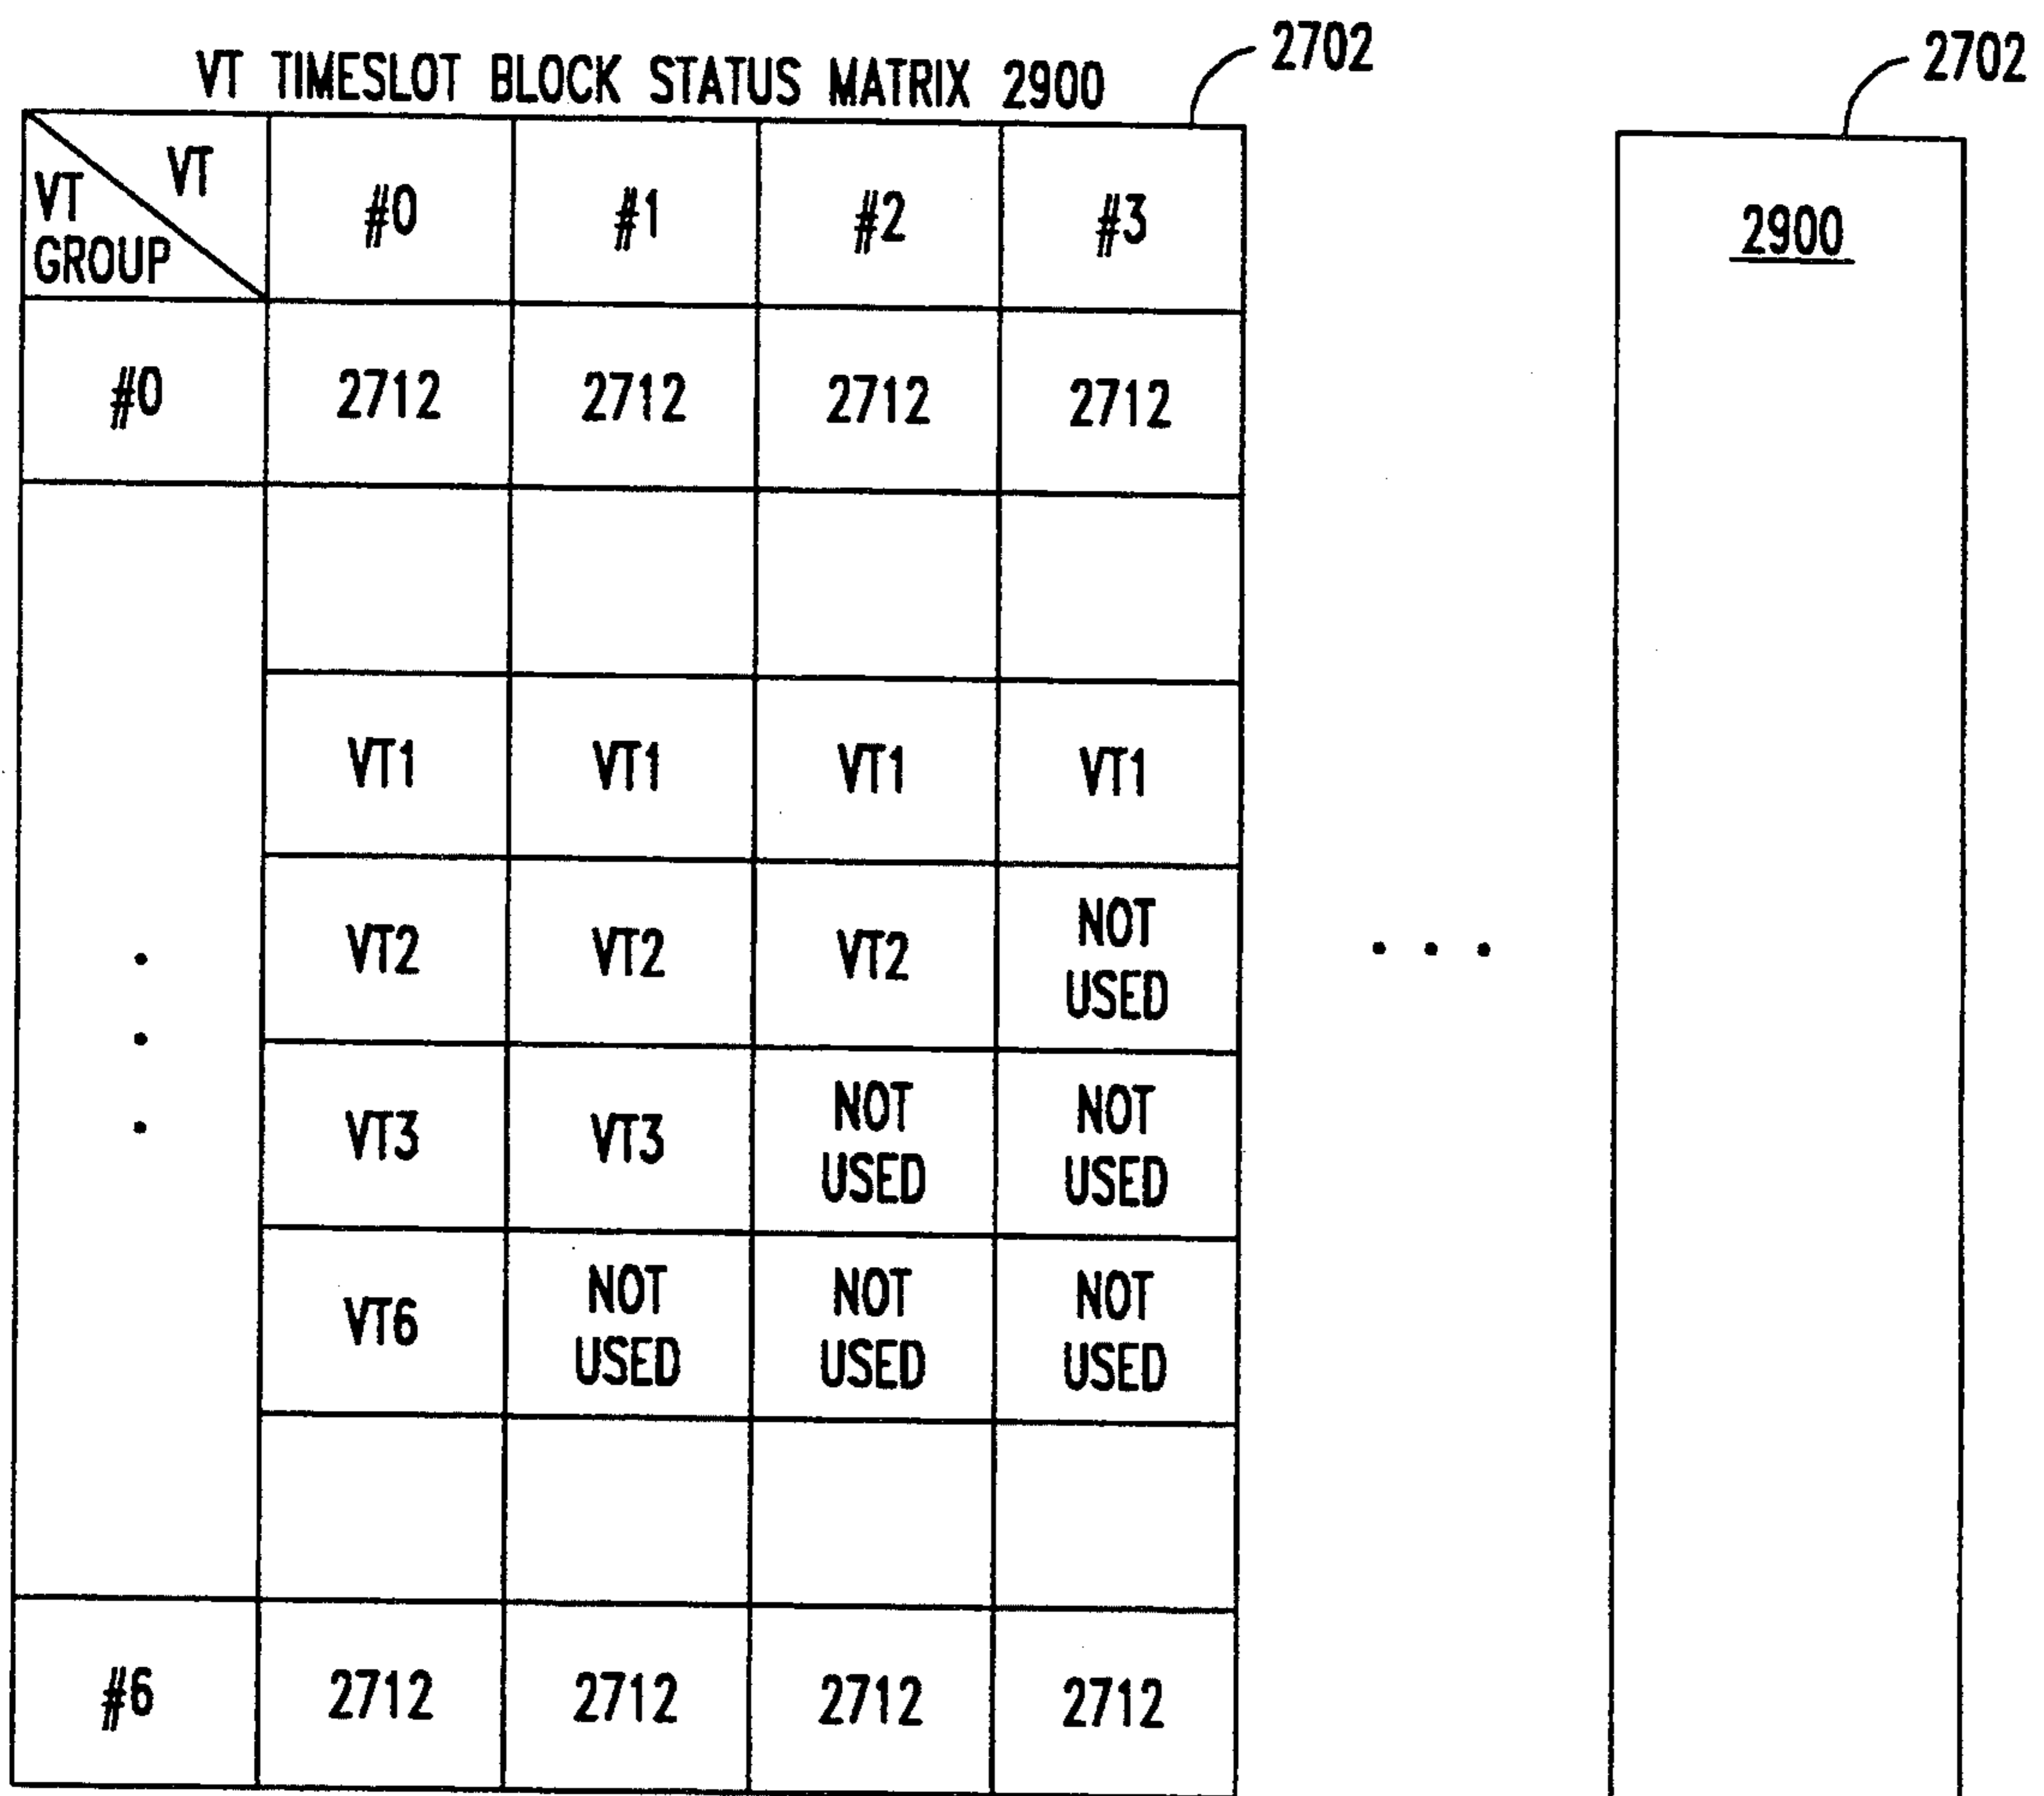 VT TIMESLOT BLOCK STATUS MATRIX 2900
2702
2702
VT
VT GROUP
#0 #1 #2 #3
2900
#0 2712 2712 2712 2712
VT1 VT1 VT1 VT1
VT2 VT2 VT2 NOT USED
• • •
VT3 VT3 NOT USED NOT USED
VT6 NOT USED NOT USED NOT USED
#6 2712 2712 2712 2712